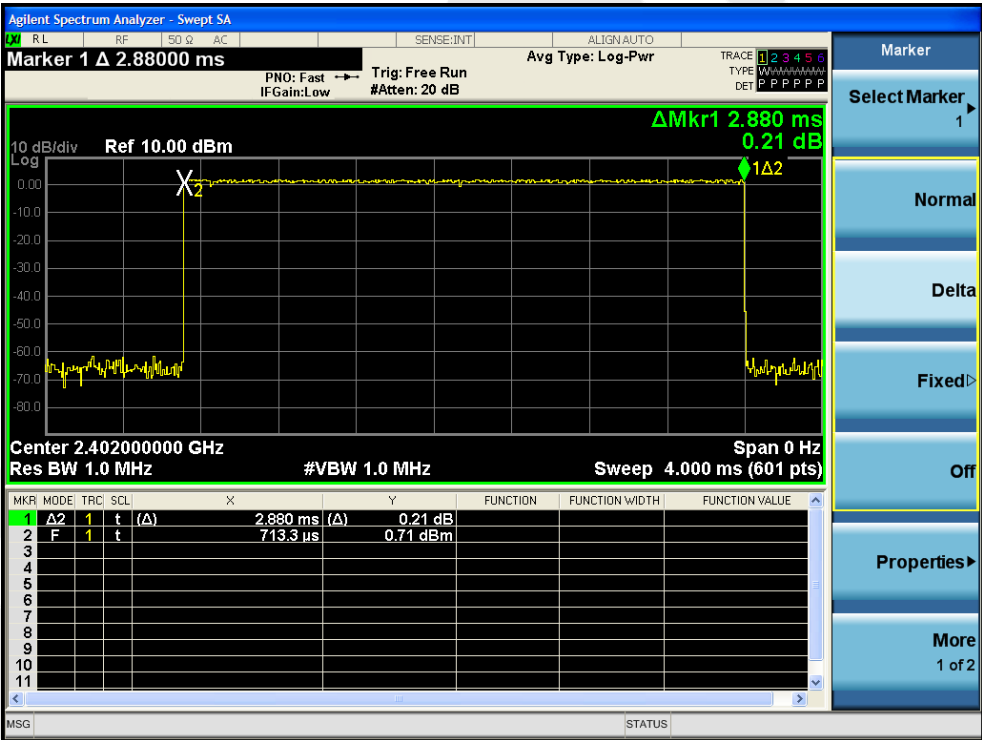 Agilent Spectrum Analyzer - Swept SA
LXI RL RF 50 Ω AC SENSE:INT ALIGN AUTO
Marker 1 Δ 2.88000 ms
PNO: Fast
IFGain:Low
Trig: Free Run
#Atten: 20 dB
Avg Type: Log-Pwr
TRACE 1 2 3 4 5 6
TYPE WWWWWW
DET P P P P P P
ΔMkr1 2.880 ms
0.21 dB
10 dB/div Ref 10.00 dBm
Log
1Δ2
2
0.00
-10.0
-20.0
-30.0
-40.0
-50.0
-60.0
-70.0
-80.0
Center 2.402000000 GHz Span 0 Hz
Res BW 1.0 MHz #VBW 1.0 MHz Sweep 4.000 ms (601 pts)
MKR MODE TRC SCL X Y FUNCTION FUNCTION WIDTH FUNCTION VALUE
1 Δ2 1 t (Δ) 2.880 ms (Δ) 0.21 dB
2 F 1 t 713.3 µs 0.71 dBm
3
4
5
6
7
8
9
10
11
MSG STATUS
Marker
Select Marker
1
Normal
Delta
Fixed
Off
Properties
More
1 of 2